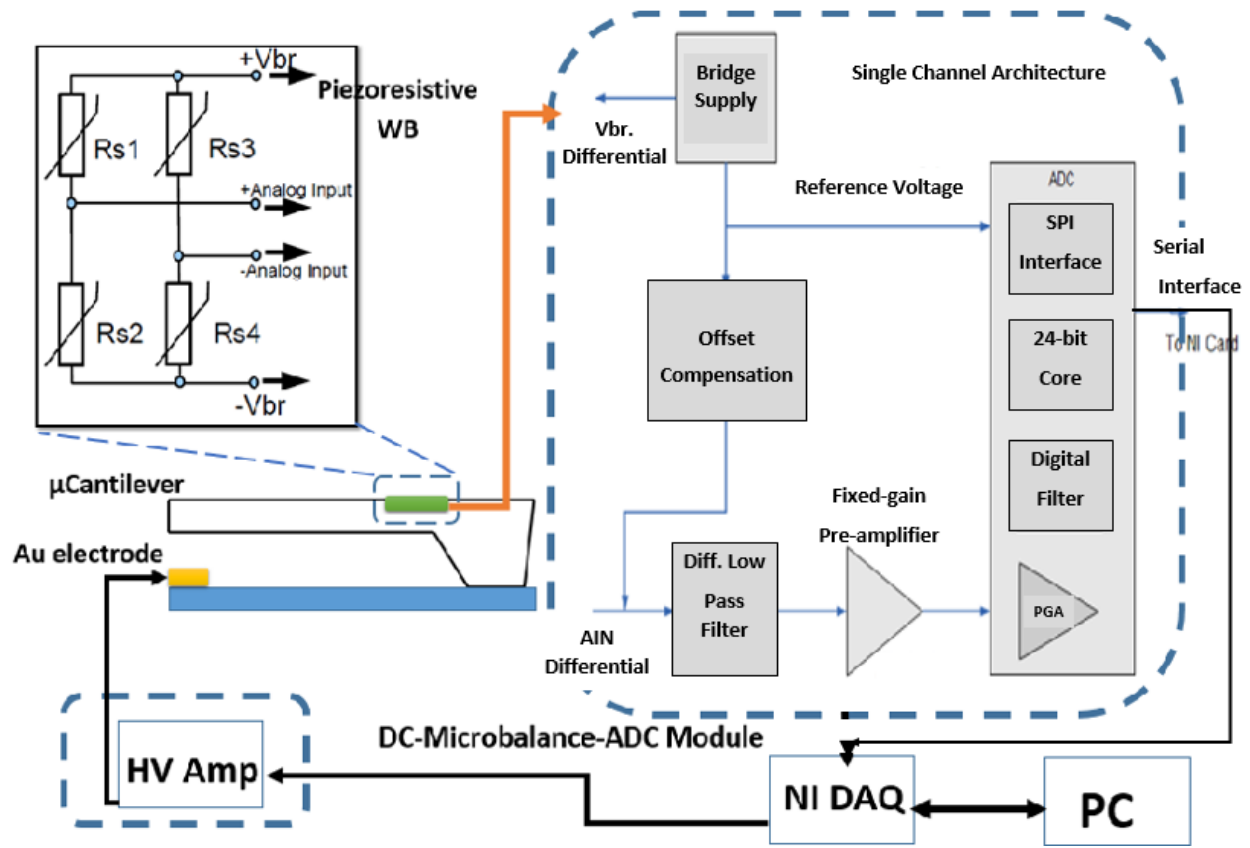 +Vbr
Piezoresistive
WB
Rs1
Rs3
+Analog Input
-Analog Input
Rs2
Rs4
-Vbr
µCantilever
Au electrode
HV Amp
DC-Microbalance-ADC Module
Single Channel Architecture
Bridge
Supply
Vbr.
Differential
Reference Voltage
Offset
Compensation
ADC
SPI
Interface
24-bit
Core
Digital
Filter
PGA
Serial
Interface
To NI Card
Fixed-gain
Pre-amplifier
Diff. Low
Pass
Filter
AIN
Differential
NI DAQ
PC